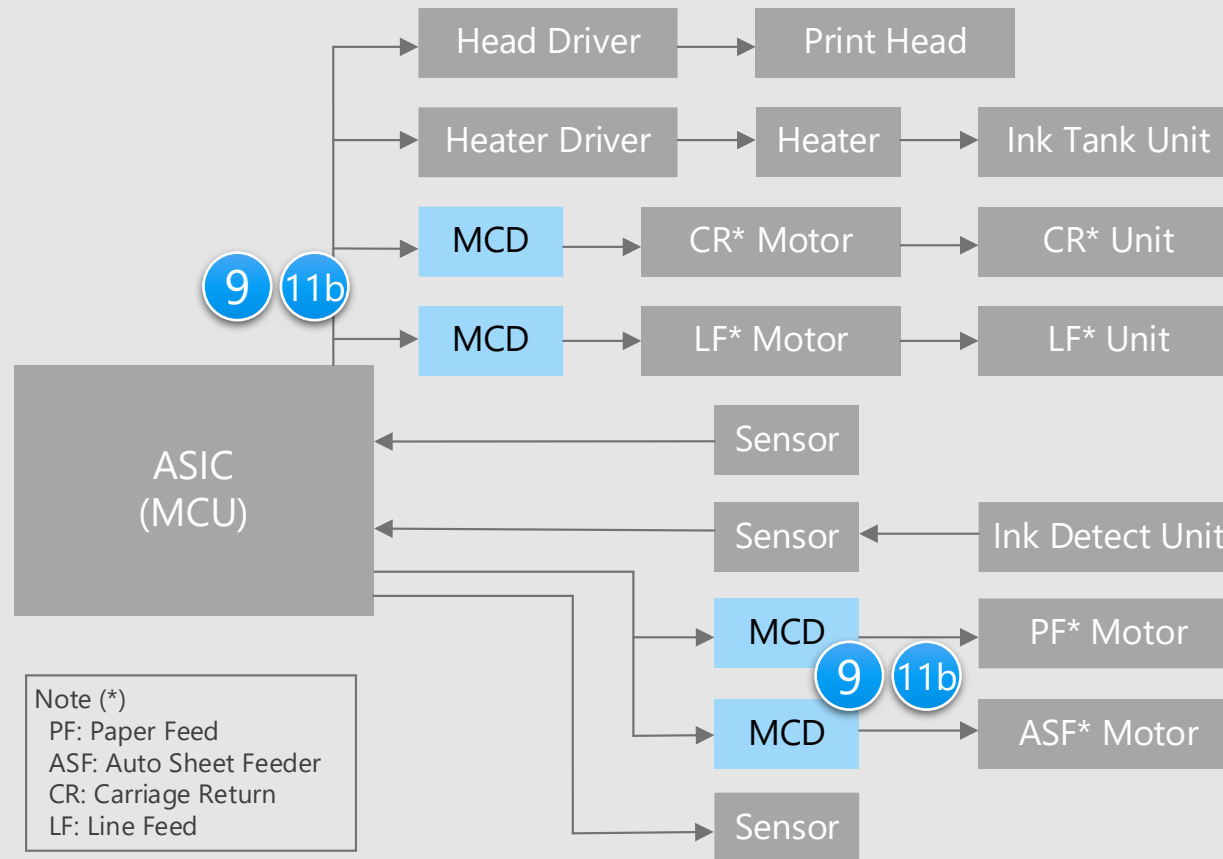 Head Driver
Print Head
Heater Driver
Heater
Ink Tank Unit
MCD
CR* Motor
CR* Unit
9
11b
MCD
LF* Motor
LF* Unit
ASIC
(MCU)
Sensor
Sensor
Ink Detect Unit
MCD
PF* Motor
9
11b
MCD
ASF* Motor
Sensor
Note (*)
PF: Paper Feed
ASF: Auto Sheet Feeder
CR: Carriage Return
LF: Line Feed